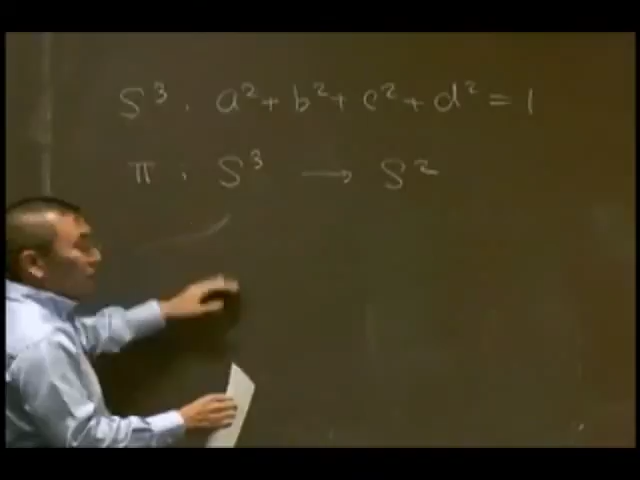 S³ : a² + b² + c² + d² = 1
π : S³ → S²